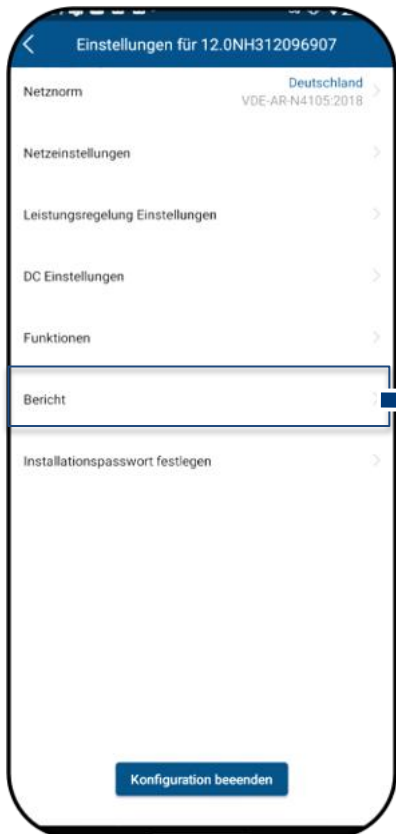 Einstellungen für 12.0NH312096907
Netznorm
Deutschland
VDE-AR-N4105:2018
Netzeinstellungen
Leistungsregelung Einstellungen
DC Einstellungen
Funktionen
Bericht
Installationspasswort festlegen
Konfiguration beeenden